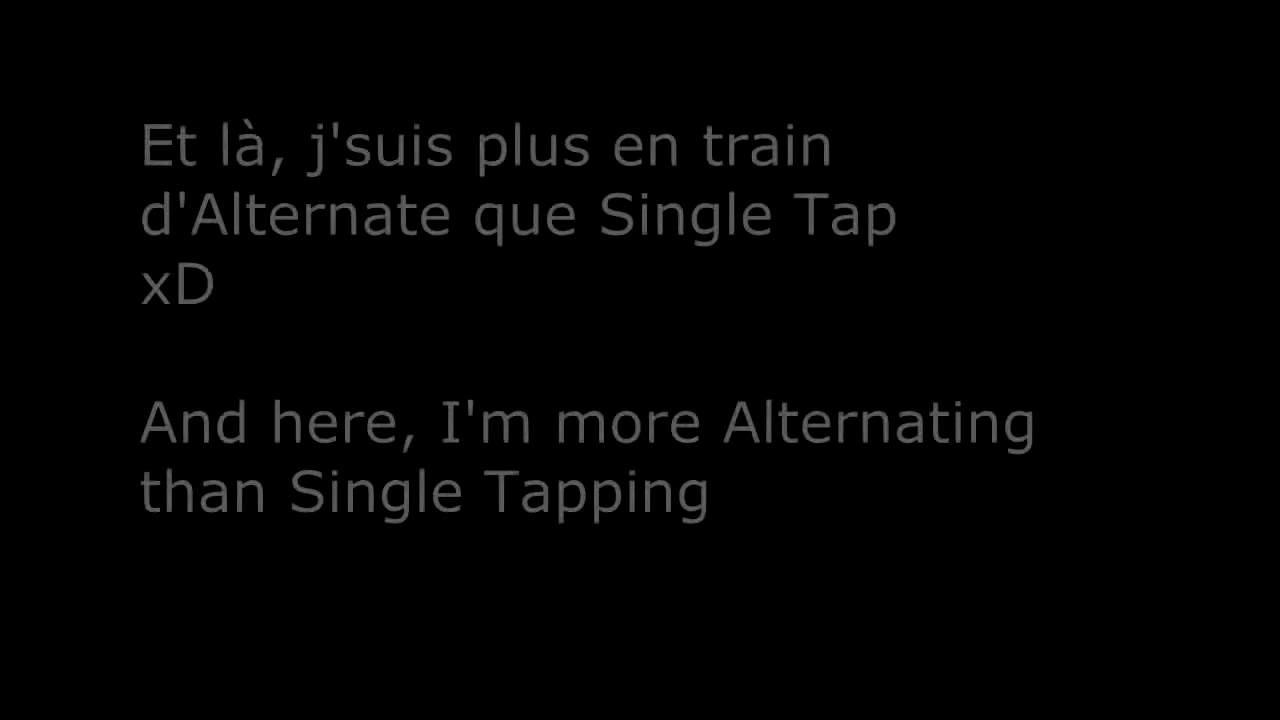 Et là, j'suis plus en train
d'Alternate que Single Tap
xD
And here, I'm more Alternating
than Single Tapping